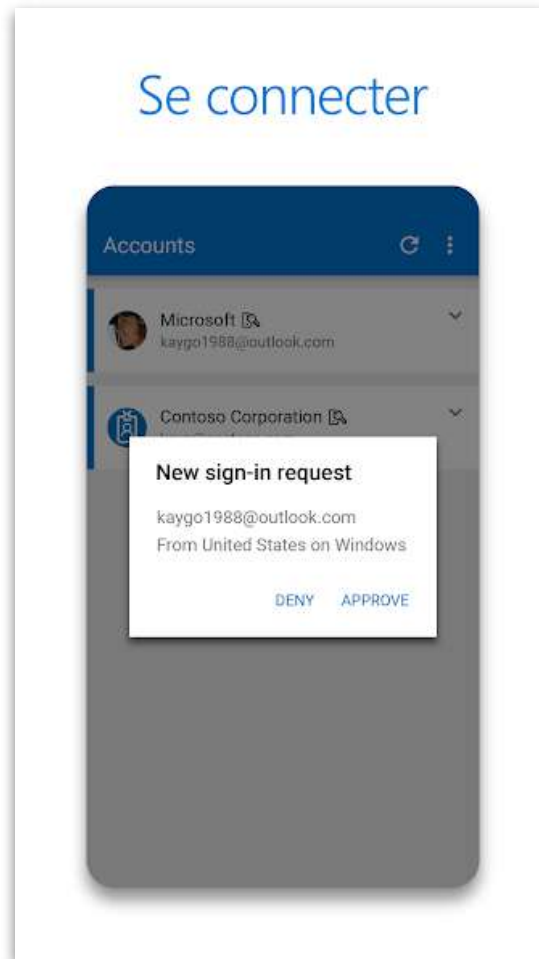 Se connecter
Accounts
Microsoft
kaygo1988@outlook.com
Contoso Corporation
New sign-in request
kaygo1988@outlook.com
From United States on Windows
DENY APPROVE